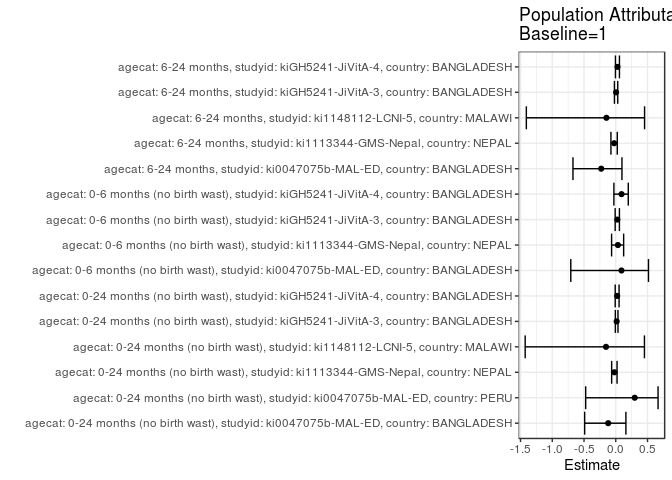 Population Attributa
Baseline=1
agecat: 6-24 months, studyid: kiGH5241-JiVitA-4, country: BANGLADESH
agecat: 6-24 months, studyid: kiGH5241-JiVitA-3, country: BANGLADESH
agecat: 6-24 months, studyid: ki1148112-LCNI-5, country: MALAWI
agecat: 6-24 months, studyid: ki1113344-GMS-Nepal, country: NEPAL
agecat: 6-24 months, studyid: ki0047075b-MAL-ED, country: BANGLADESH
agecat: 0-6 months (no birth wast), studyid: kiGH5241-JiVitA-4, country: BANGLADESH
agecat: 0-6 months (no birth wast), studyid: kiGH5241-JiVitA-3, country: BANGLADESH
agecat: 0-6 months (no birth wast), studyid: ki1113344-GMS-Nepal, country: NEPAL
agecat: 0-6 months (no birth wast), studyid: ki0047075b-MAL-ED, country: BANGLADESH
agecat: 0-24 months (no birth wast), studyid: kiGH5241-JiVitA-4, country: BANGLADESH
agecat: 0-24 months (no birth wast), studyid: kiGH5241-JiVitA-3, country: BANGLADESH
agecat: 0-24 months (no birth wast), studyid: ki1148112-LCNI-5, country: MALAWI
agecat: 0-24 months (no birth wast), studyid: ki1113344-GMS-Nepal, country: NEPAL
agecat: 0-24 months (no birth wast), studyid: ki0047075b-MAL-ED, country: PERU
agecat: 0-24 months (no birth wast), studyid: ki0047075b-MAL-ED, country: BANGLADESH
-1.5 -1.0 -0.5 0.0 0.5
Estimate